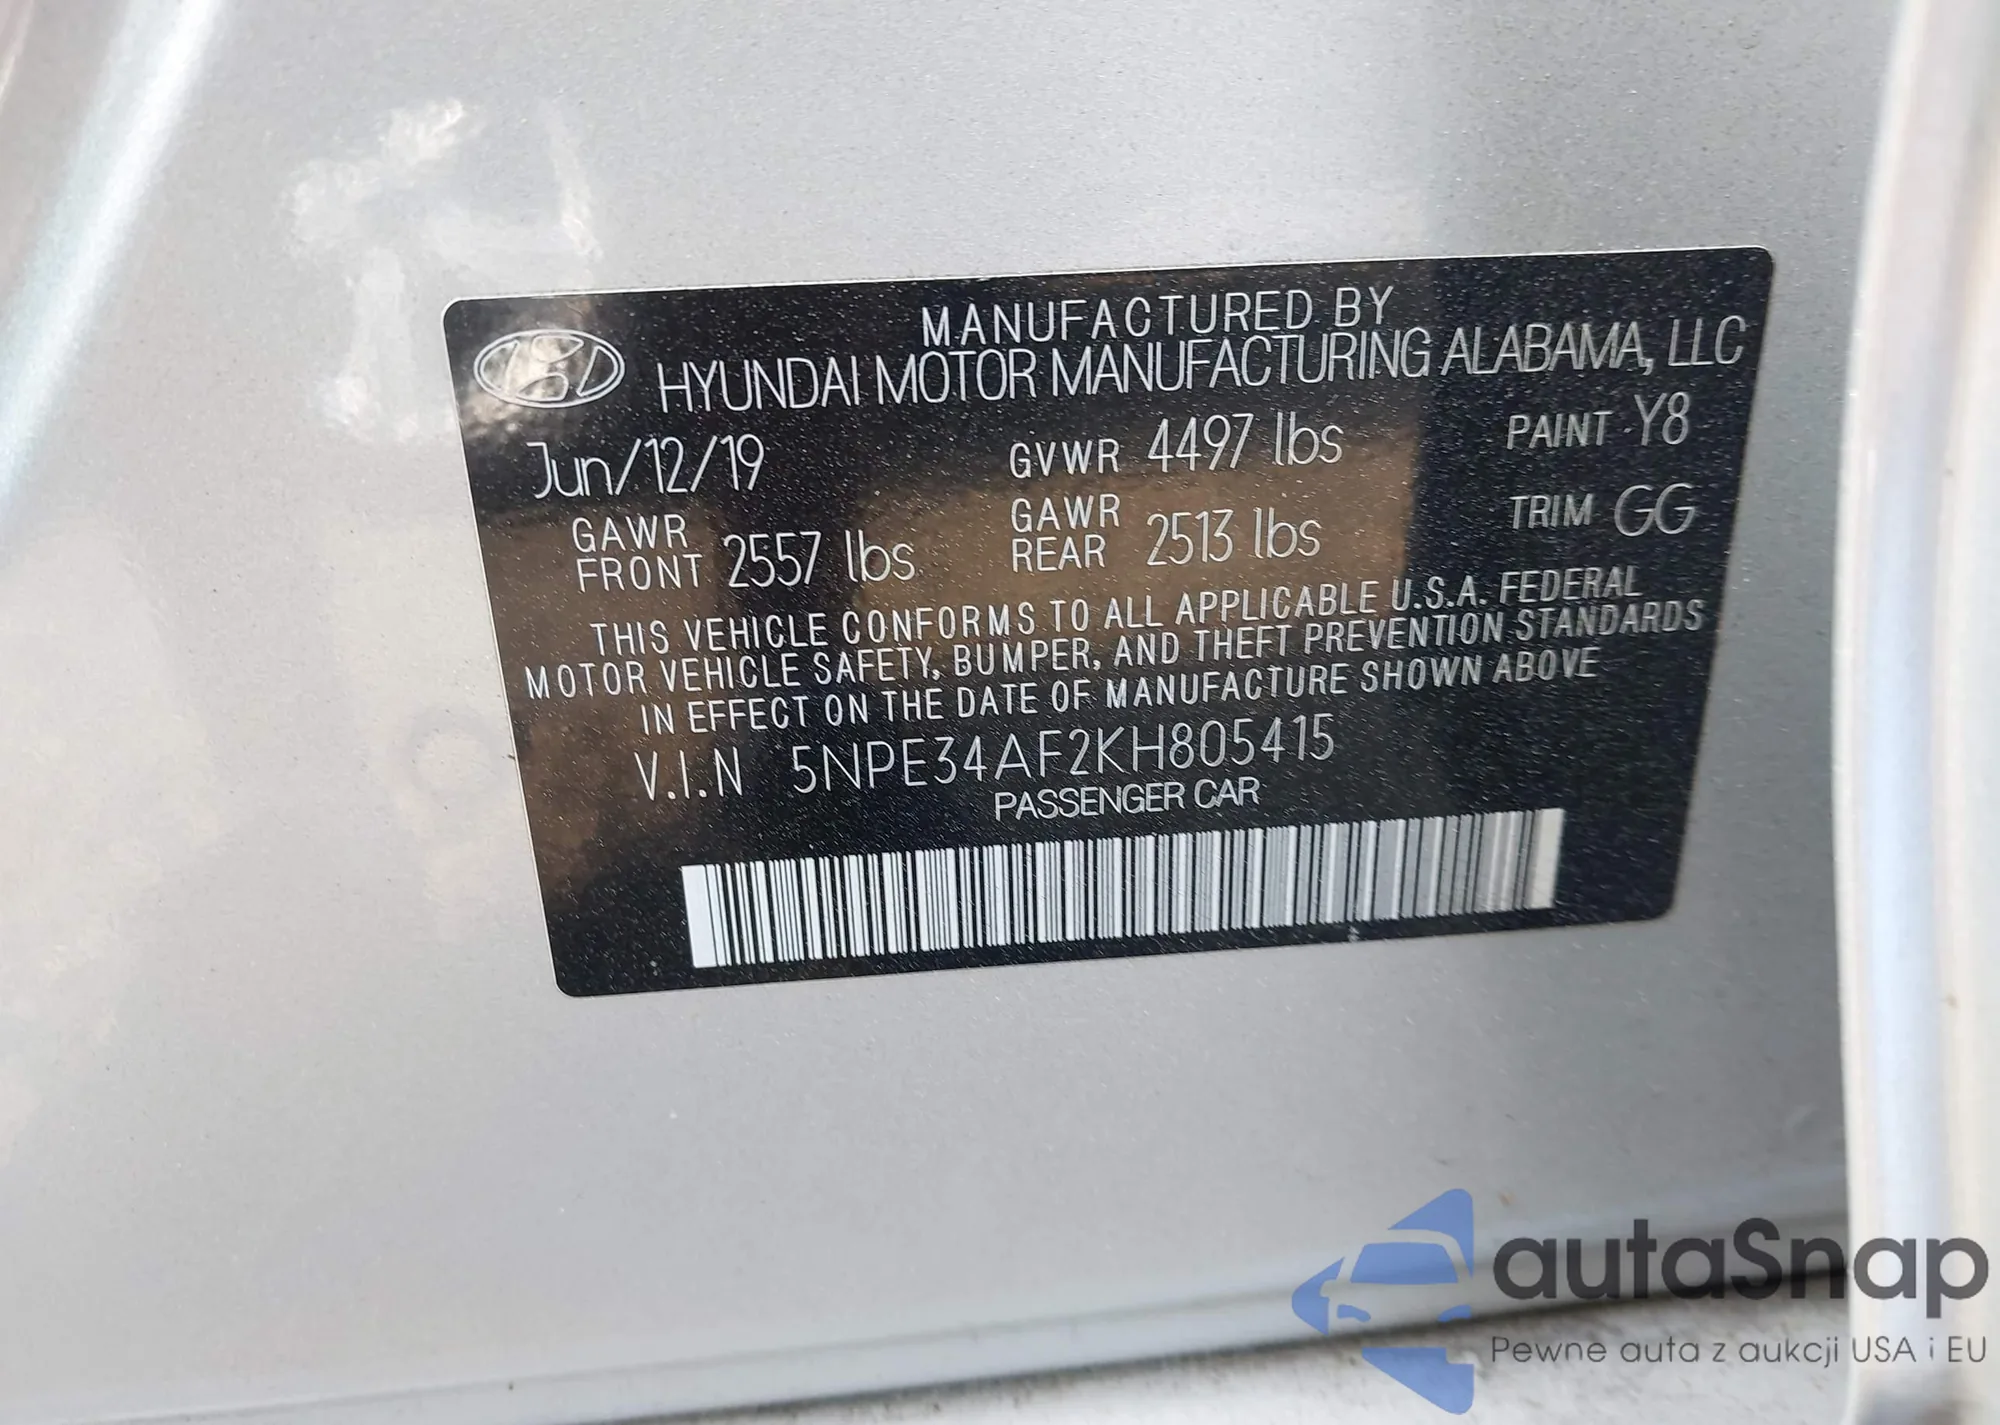 MANUFACTURED BY
HYUNDAI MOTOR MANUFACTURING ALABAMA, LLC
Jun/12/19 GVWR 4497 lbs PAINT Y8
GAWR FRONT 2557 lbs GAWR REAR 2513 lbs TRIM GG
THIS VEHICLE CONFORMS TO ALL APPLICABLE U.S.A. FEDERAL
MOTOR VEHICLE SAFETY, BUMPER, AND THEFT PREVENTION STANDARDS
IN EFFECT ON THE DATE OF MANUFACTURE SHOWN ABOVE
V.I.N 5NPE34AF2KH805415
PASSENGER CAR
autaSnap
Pewne auta z aukcji USA i EU